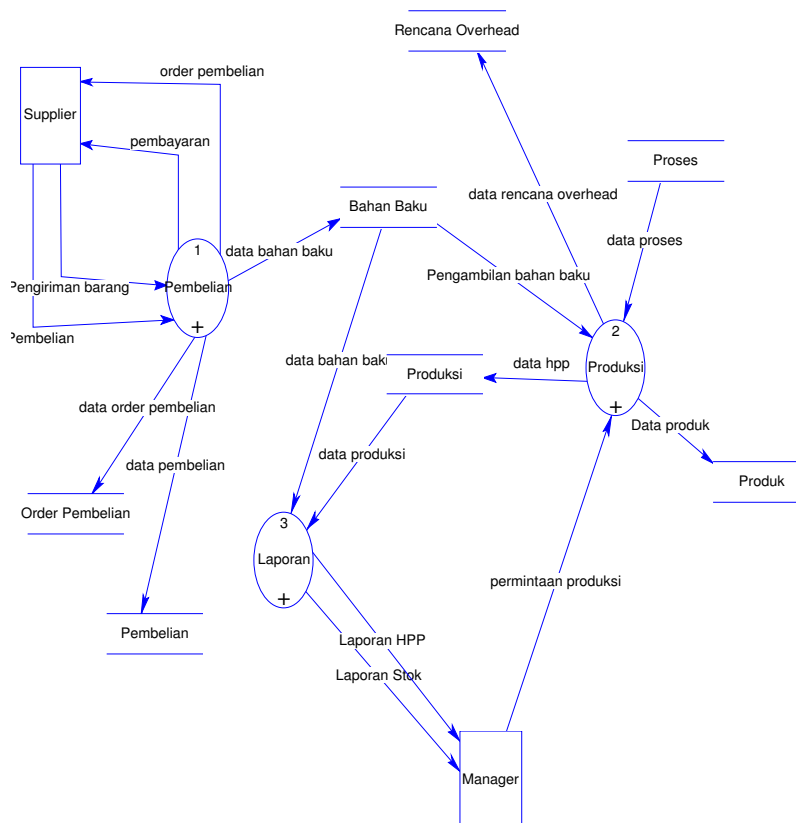 Rencana Overhead
order pembelian
Supplier
pembayaran
Proses
data rencana overhead
Bahan Baku
data proses
1
data bahan baku
Pengiriman barang
Pembelian
Pengambilan bahan baku
+
Pembelian
2
data bahan baku
Produksi
data hpp
Produksi
+
data order pembelian
Data produk
data produksi
data pembelian
Produk
Order Pembelian
3
Laporan
+
permintaan produksi
Pembelian
Laporan HPP
Laporan Stok
Manager